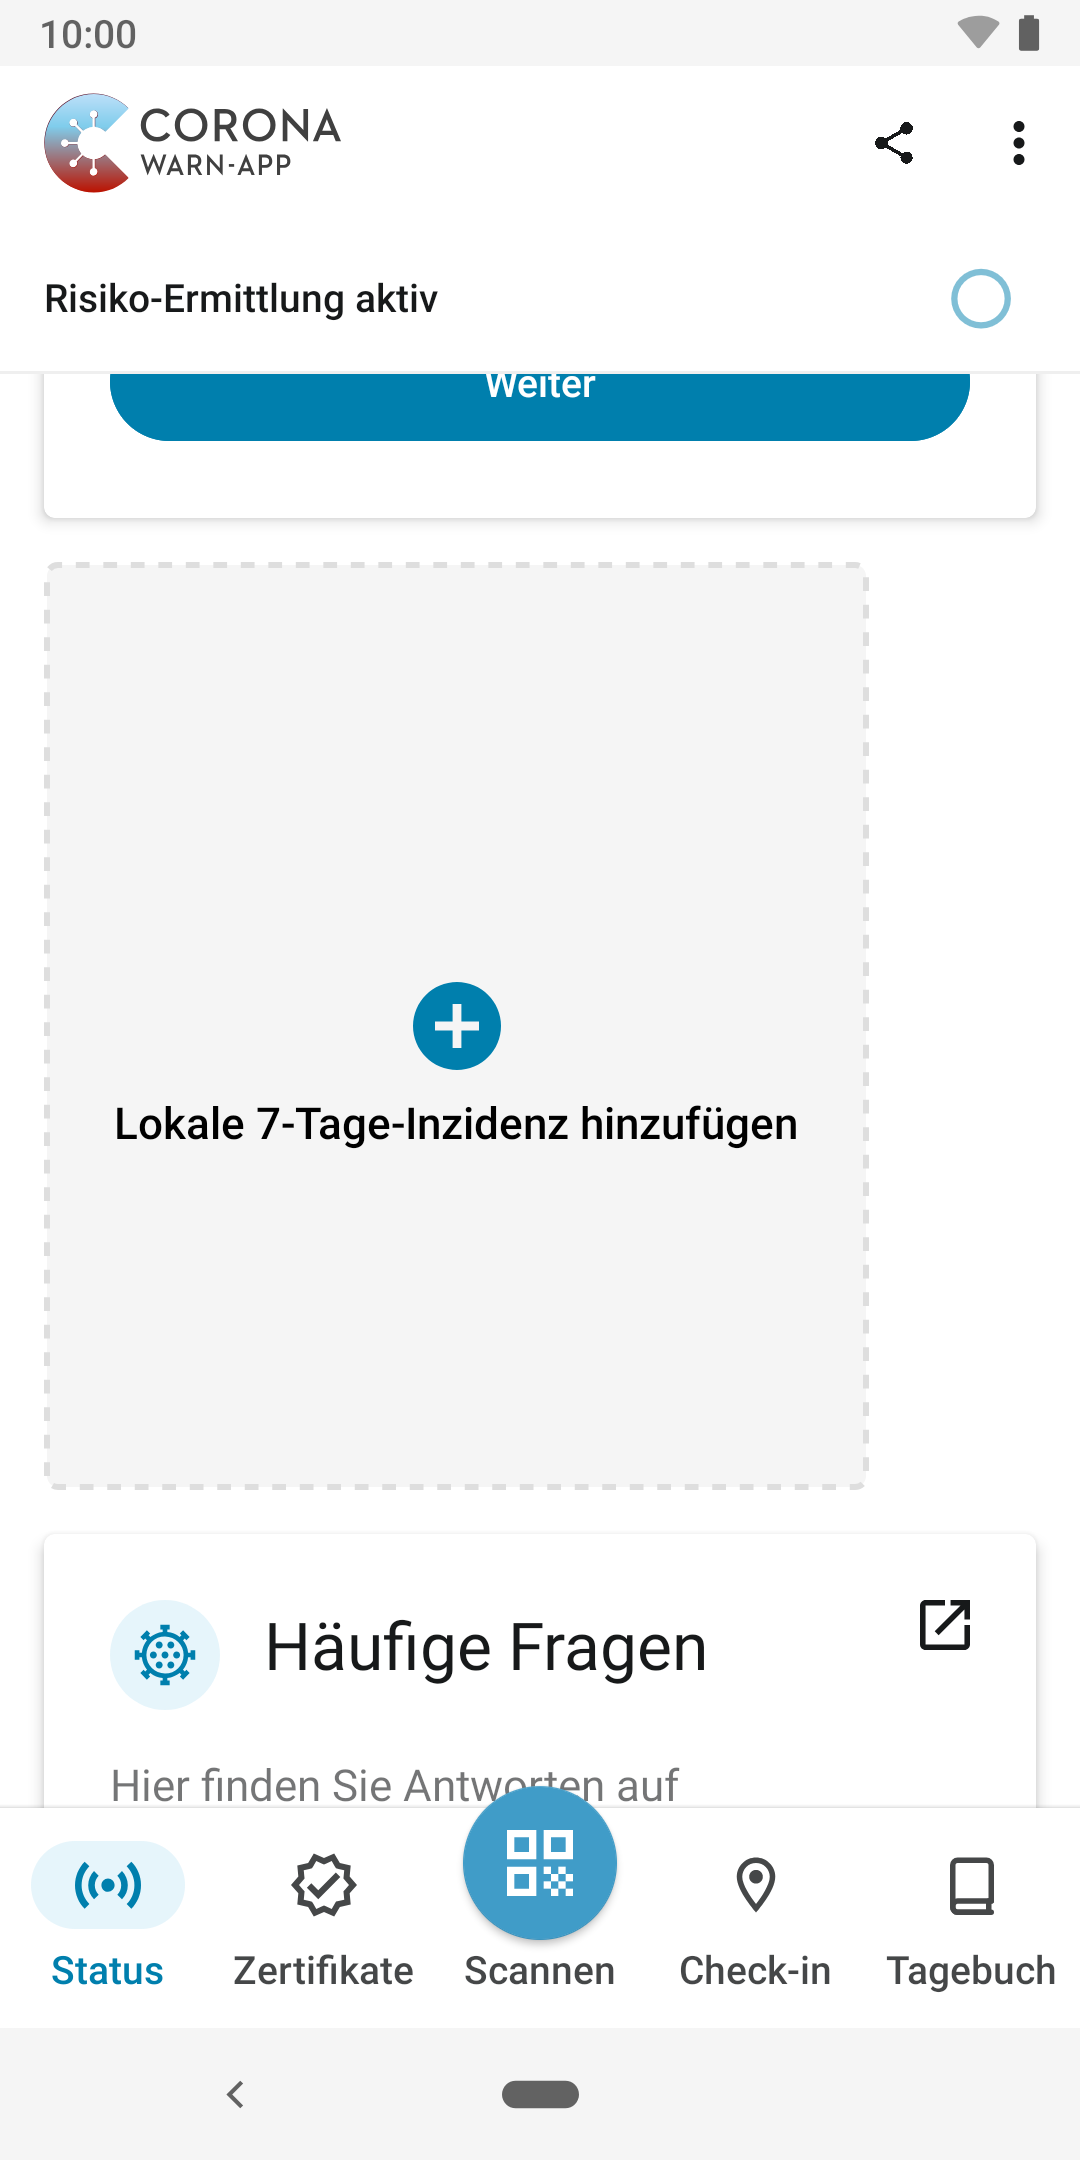 10:00
CORONA
WARN-APP
Risiko-Ermittlung aktiv
Weiter
Lokale 7-Tage-Inzidenz hinzufügen
Häufige Fragen
Hier finden Sie Antworten auf
Status
Zertifikate
Scannen
Check-in
Tagebuch